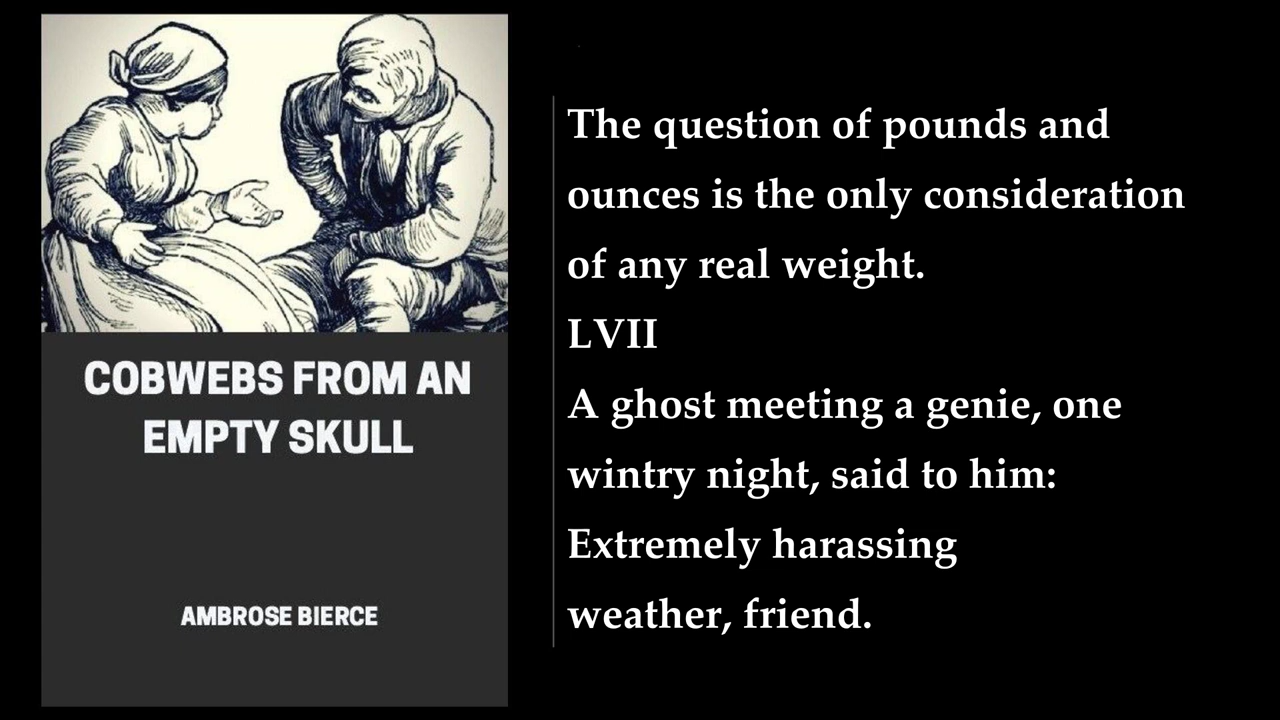 COBWEBS FROM AN
EMPTY SKULL
AMBROSE BIERCE
The question of pounds and
ounces is the only consideration
of any real weight.
LVII
A ghost meeting a genie, one
wintry night, said to him:
Extremely harassing
weather, friend.